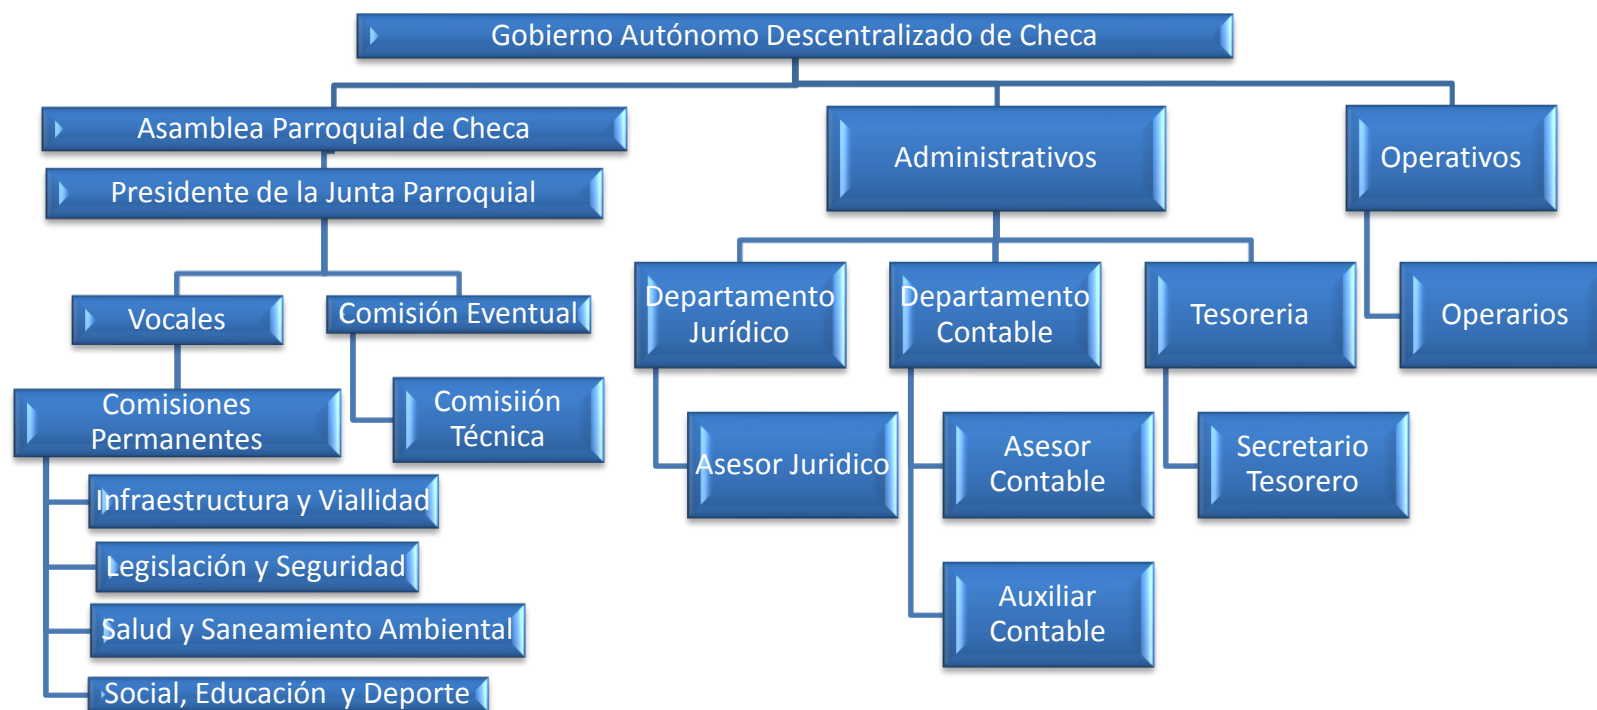 Gobierno Autónomo Descentralizado de Checa
Asamblea Parroquial de Checa
Presidente de la Junta Parroquial
Vocales
Comisión Eventual
Comisiones
Permanentes
Comisiión
Técnica
Infraestructura y Viallidad
Legislación y Seguridad
Salud y Saneamiento Ambiental
Social, Educación y Deporte
Administrativos
Departamento
Jurídico
Asesor Juridico
Departamento
Contable
Asesor
Contable
Auxiliar
Contable
Tesoreria
Secretario
Tesorero
Operativos
Operarios